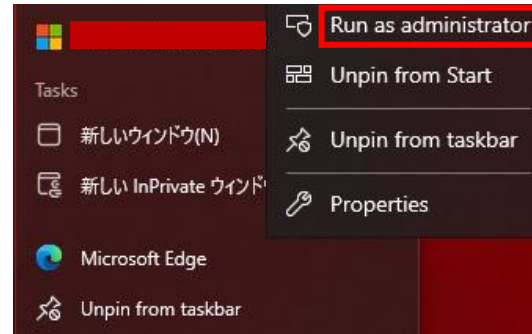 Tasks
新しいウィンドウ(N)
新しい InPrivate ウィンド
Microsoft Edge
Unpin from taskbar
Run as administrator
Unpin from Start
Unpin from taskbar
Properties